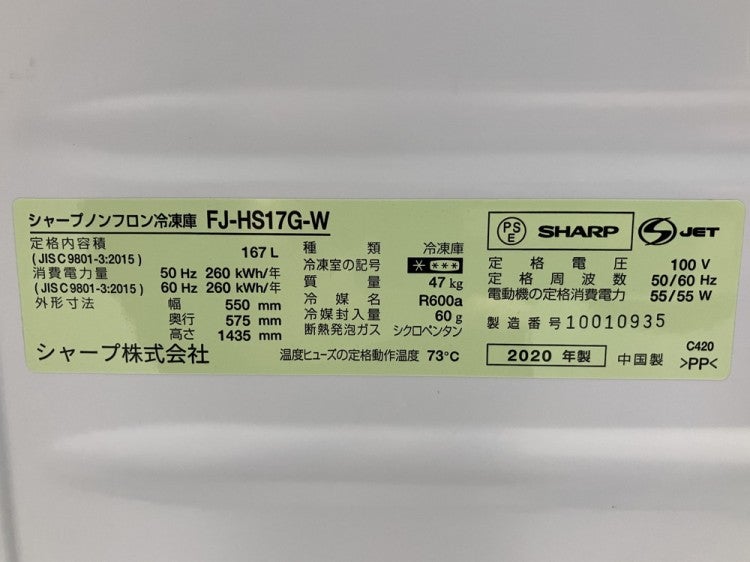 シャープノンフロン冷凍庫 FJ-HS17G-W
定格内容積
(JIS C 9801-3:2015) 167 L
消費電力量 50 Hz 260 kWh/年
(JIS C 9801-3:2015) 60 Hz 260 kWh/年
外形寸法 幅 550 mm
奥行 575 mm
高さ 1435 mm
シャープ株式会社
種類 冷凍庫
冷凍室の記号 * ***
質量 47 kg
冷媒名 R600a
冷媒封入量 60 g
断熱発泡ガス シクロペンタン
温度ヒューズの定格動作温度 73°C
PSE SHARP S JET
定格電圧 100 V
定格周波数 50/60 Hz
電動機の定格消費電力 55/55 W
製造番号 10010935
2020 年製 中国製
C420
>PP<